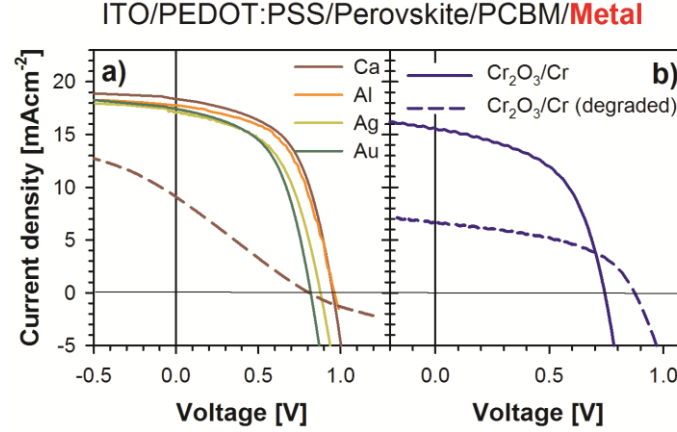 ITO/PEDOT:PSS/Perovskite/PCBM/Metal
a)
Ca
Al
Ag
Au
b)
Cr₂O₃/Cr
Cr₂O₃/Cr (degraded)
Current density [mAcm⁻²]
20
15
10
5
0
-5
-0.5 0.0 0.5 1.0
0.0 0.5 1.0
Voltage [V]
Voltage [V]